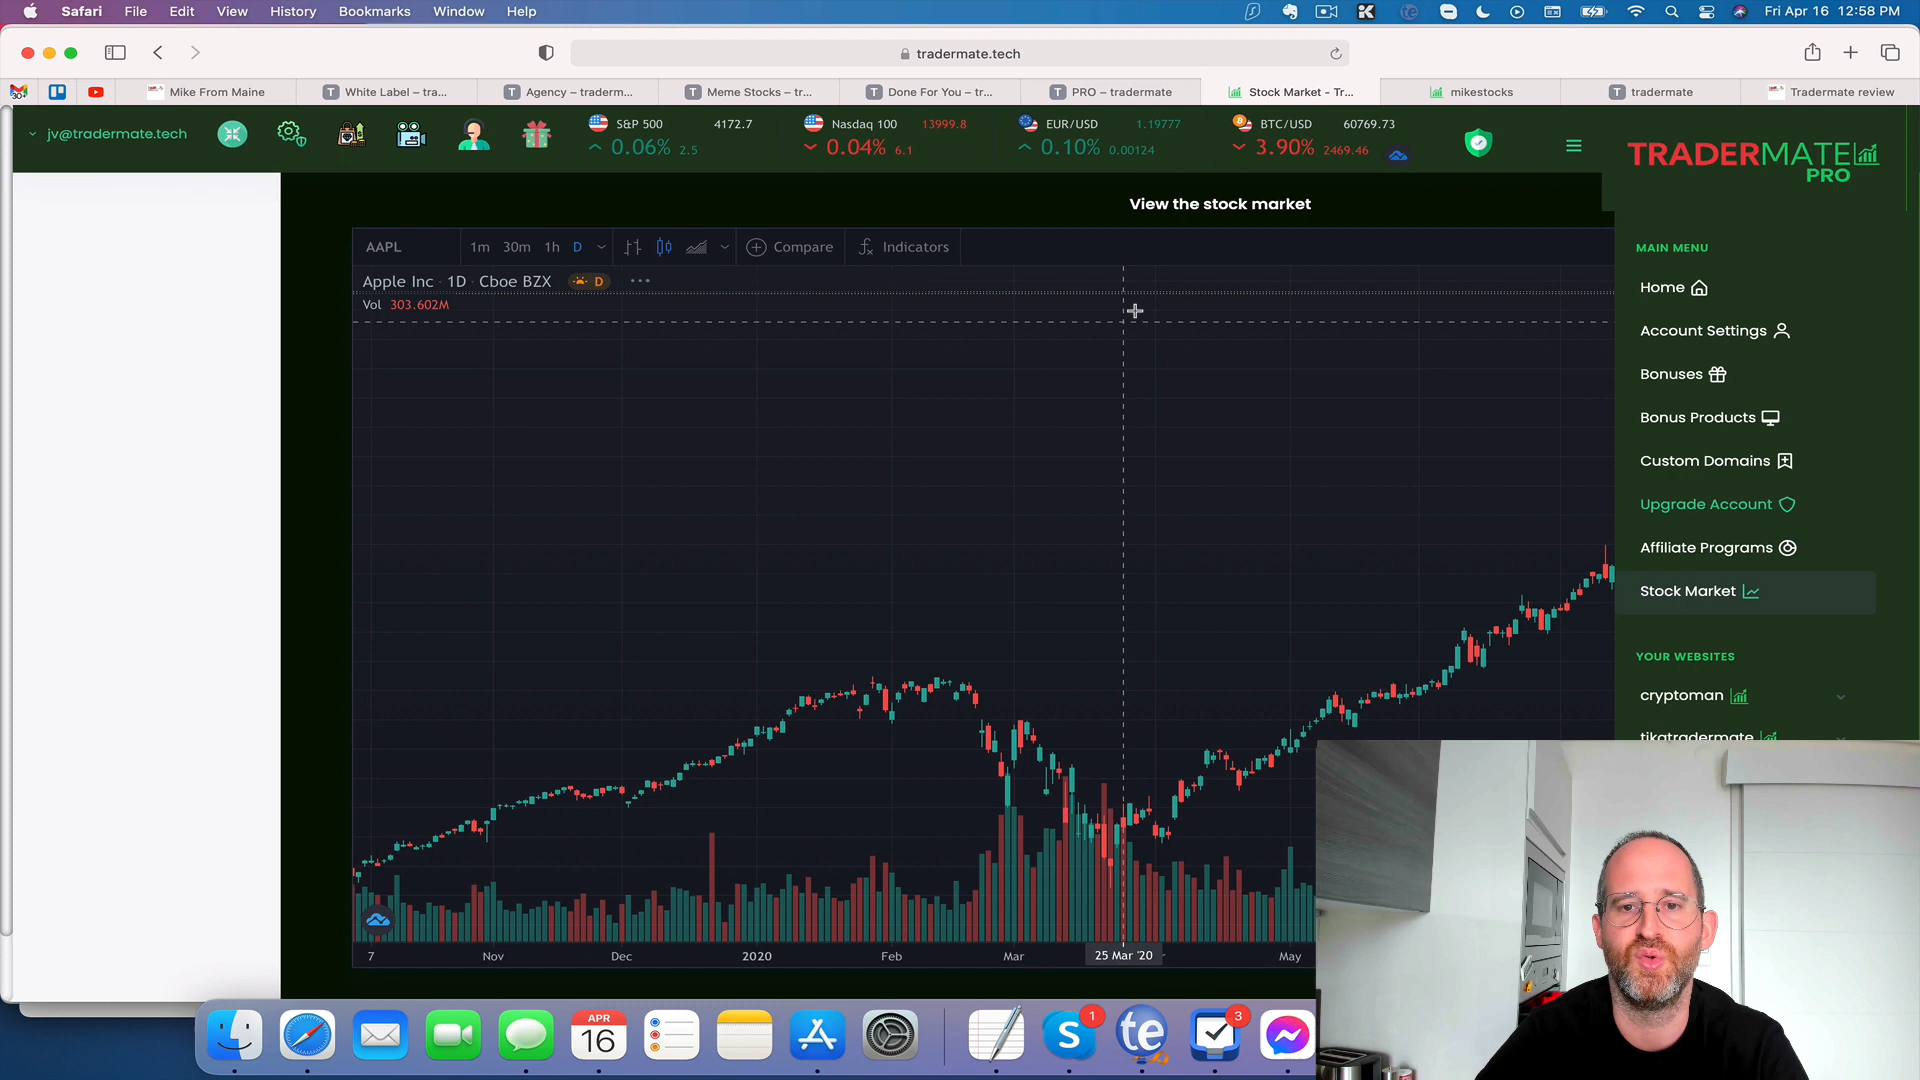 Safari File Edit View History Bookmarks Window Help Fri Apr 16 12:58 PM
tradermate.tech
30+ Mike From Maine White Label – tra... Agency – traderm... Meme Stocks – tr... Done For You – tr... PRO – tradermate Stock Market - Tr... mikestocks tradermate Tradermate review
jv@tradermate.tech
S&P 500 4172.7
0.06% 2.5
Nasdaq 100 13999.8
0.04% 6.1
EUR/USD 1.19777
0.10% 0.00124
BTC/USD 60769.73
3.90% 2469.46
TRADERMATE
PRO
View the stock market
AAPL 1m 30m 1h D Compare Indicators
Apple Inc · 1D · Cboe BZX D
Vol 303.602M
7 Nov Dec 2020 Feb Mar 25 Mar '20 May
MAIN MENU
Home
Account Settings
Bonuses
Bonus Products
Custom Domains
Upgrade Account
Affiliate Programs
Stock Market
YOUR WEBSITES
cryptoman
tikatradermate
APR
16
S 1
te
3